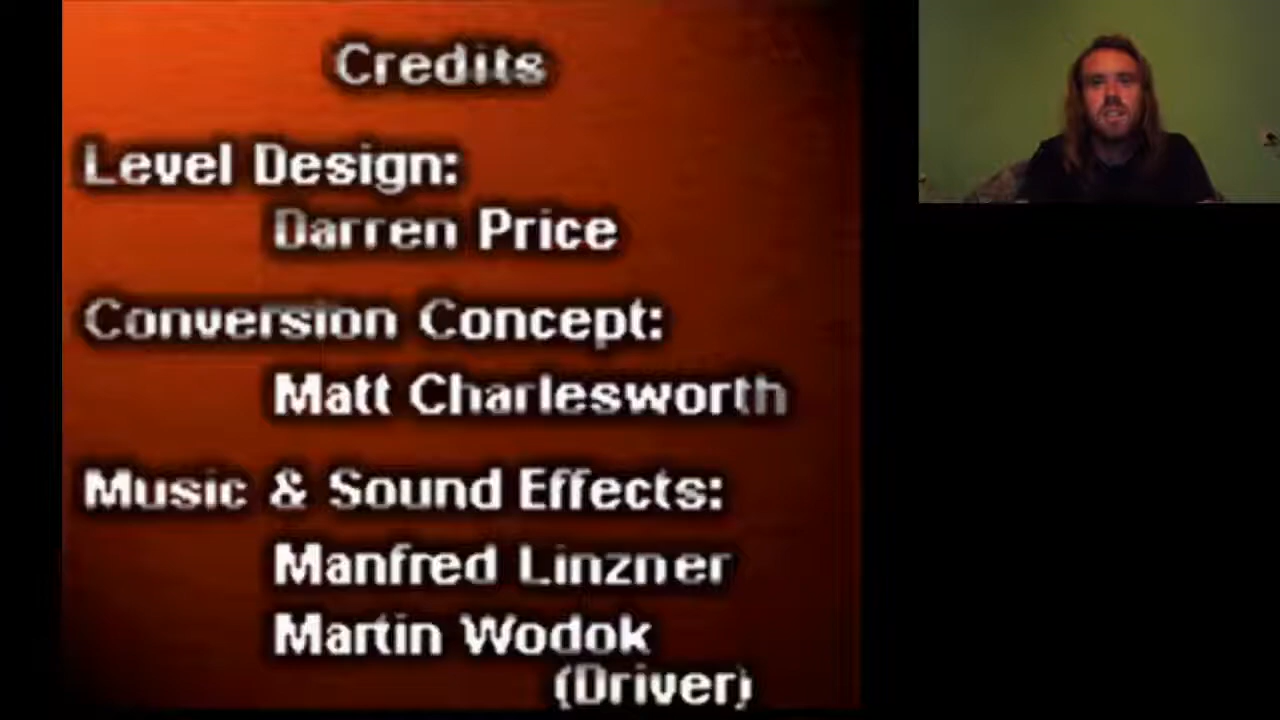 Credits
Level Design:
Darren Price
Conversion Concept:
Matt Charlesworth
Music & Sound Effects:
Manfred Linzner
Martin Wodok
(Driver)